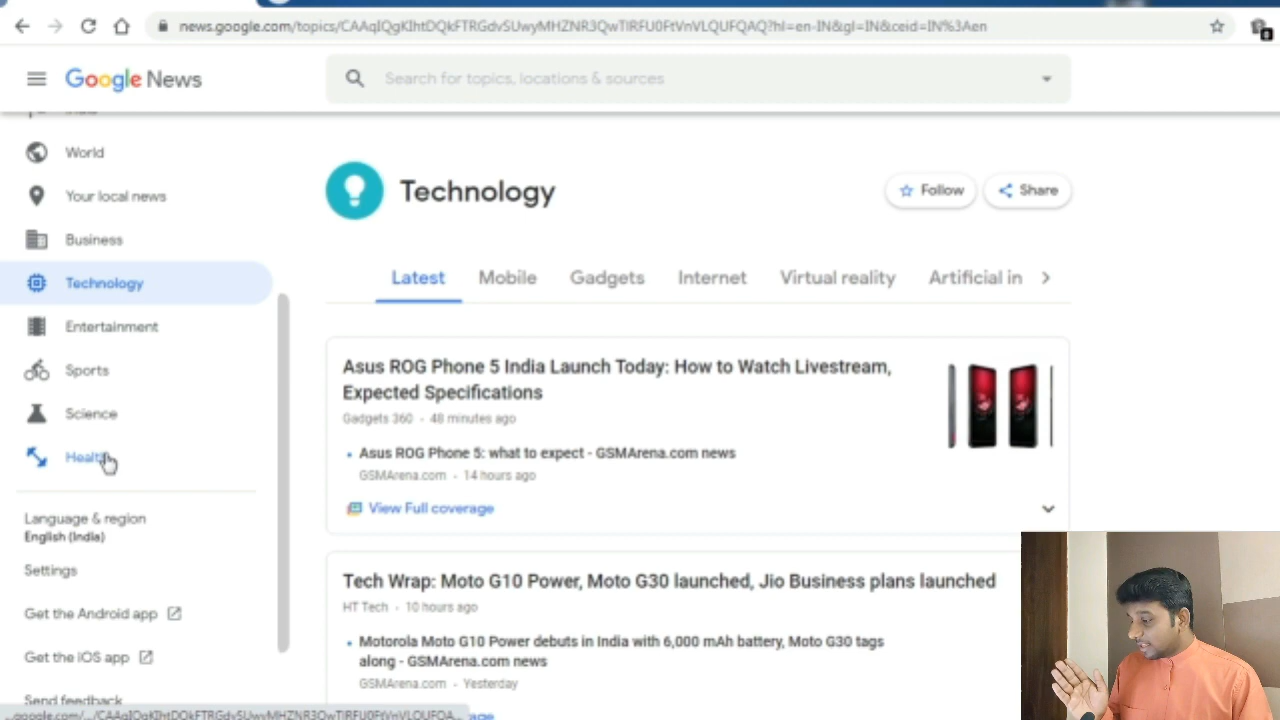 Google News
Search for topics, locations & sources
World
Your local news
Business
Technology
Entertainment
Sports
Science
Health
Language & region
English (India)
Settings
Get the Android app
Get the iOS app
Send feedback
Technology
Follow
Share
Latest Mobile Gadgets Internet Virtual reality Artificial in
Asus ROG Phone 5 India Launch Today: How to Watch Livestream,
Expected Specifications
Gadgets 360 · 48 minutes ago
Asus ROG Phone 5: what to expect - GSMArena.com news
GSMArena.com · 14 hours ago
View Full coverage
Tech Wrap: Moto G10 Power, Moto G30 launched, Jio Business plans launched
HT Tech · 10 hours ago
Motorola Moto G10 Power debuts in India with 6,000 mAh battery, Moto G30 tags
along - GSMArena.com news
GSMArena.com · Yesterday